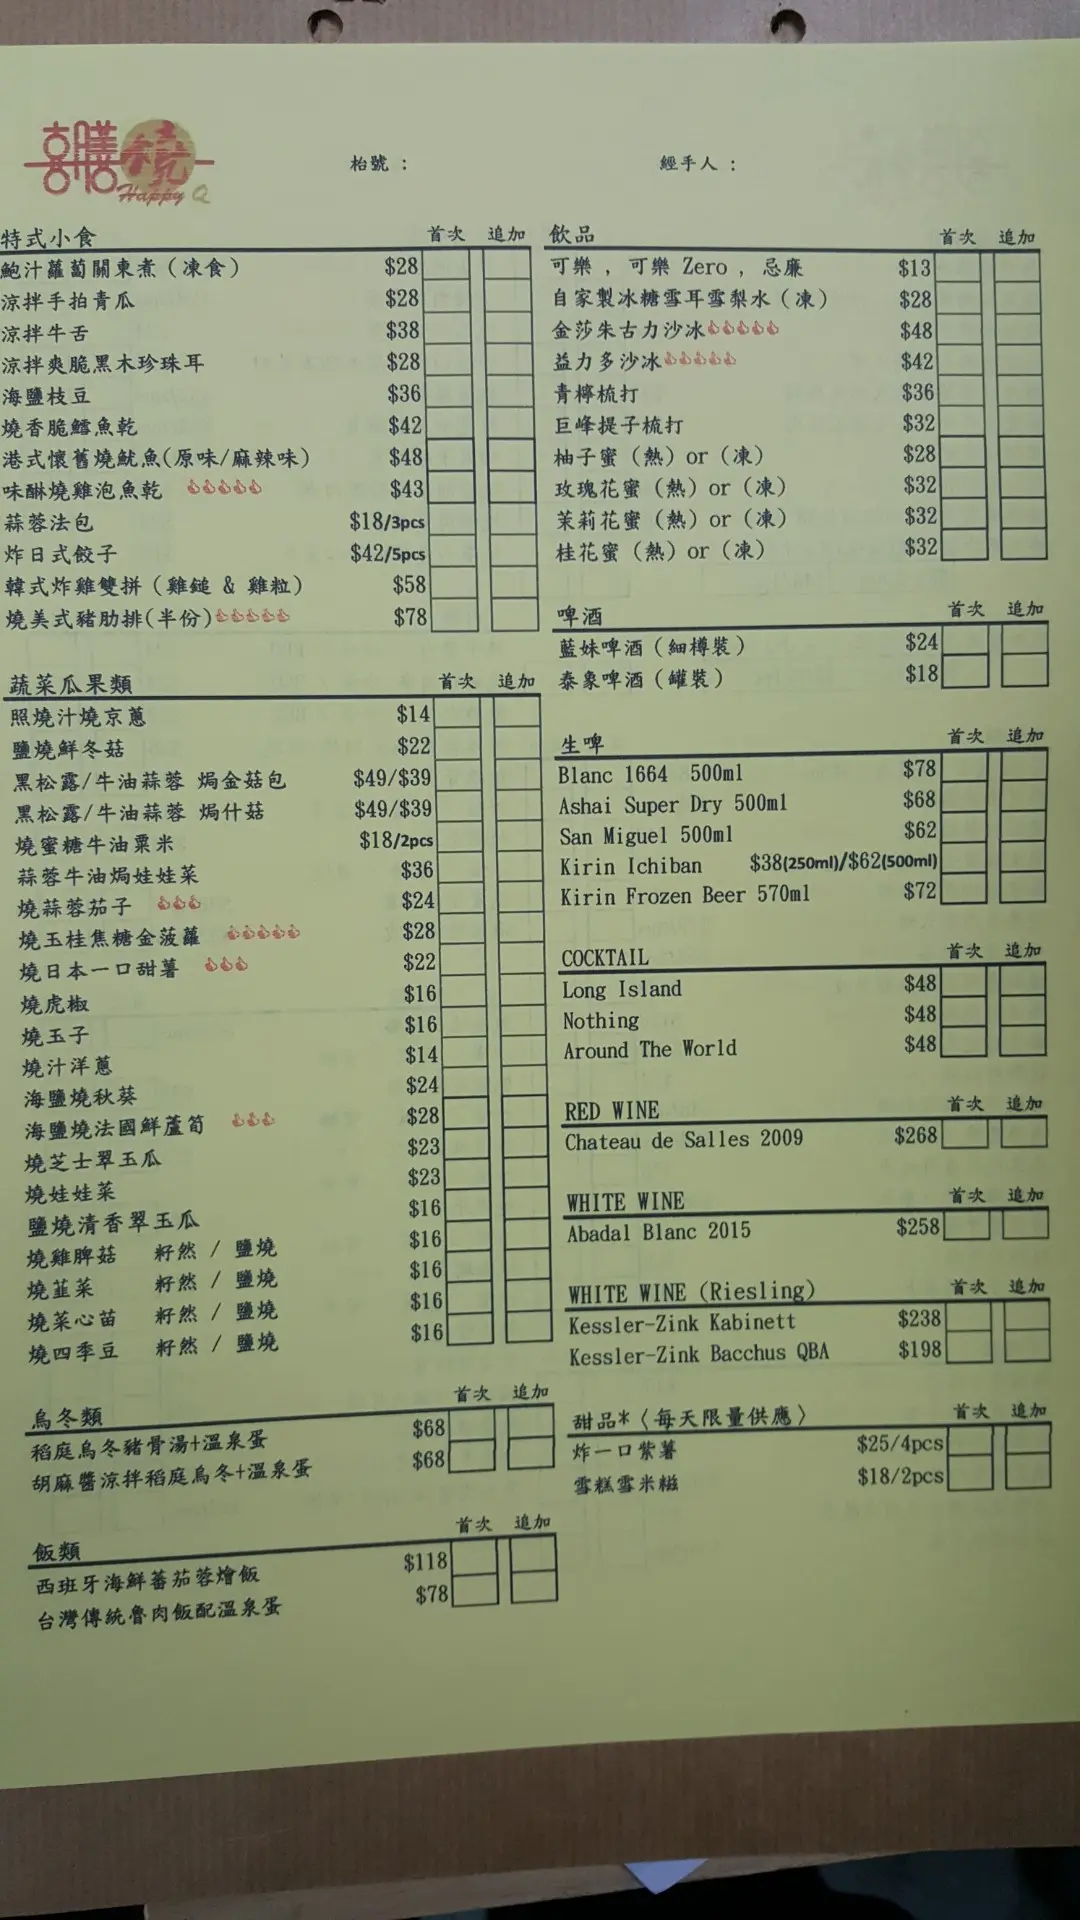 喜膳燒
Happy Q
枱號：
經手人：
特式小食 首次 追加
鮑汁蘿蔔關東煮（凍食） $28
涼拌手拍青瓜 $28
涼拌牛舌 $38
涼拌爽脆黑木珍珠耳 $28
海鹽枝豆 $36
燒香脆鱈魚乾 $42
港式懷舊燒魷魚(原味/麻辣味) $48
味醂燒雞泡魚乾 $43
蒜蓉法包 $18/3pcs
炸日式餃子 $42/5pcs
韓式炸雞雙拼（雞鎚 & 雞粒） $58
燒美式豬肋排(半份) $78
蔬菜瓜果類 首次 追加
照燒汁燒京蔥 $14
鹽燒鮮冬菇 $22
黑松露/牛油蒜蓉 焗金菇包 $49/$39
黑松露/牛油蒜蓉 焗什菇 $49/$39
燒蜜糖牛油粟米 $18/2pcs
蒜蓉牛油焗娃娃菜 $36
燒蒜蓉茄子 $24
燒玉桂焦糖金菠蘿 $28
燒日本一口甜薯 $22
燒虎椒 $16
燒玉子 $16
燒汁洋蔥 $14
海鹽燒秋葵 $24
海鹽燒法國鮮蘆筍 $28
燒芝士翠玉瓜 $23
燒娃娃菜 $23
鹽燒清香翠玉瓜 $16
燒雞脾菇 籽然 / 鹽燒 $16
燒韮菜 籽然 / 鹽燒 $16
燒菜心苗 籽然 / 鹽燒 $16
燒四季豆 籽然 / 鹽燒 $16
烏冬類 首次 追加
稻庭烏冬豬骨湯+溫泉蛋 $68
胡麻醬涼拌稻庭烏冬+溫泉蛋 $68
飯類 首次 追加
西班牙海鮮蕃茄蓉燴飯 $118
台灣傳統魯肉飯配溫泉蛋 $78
飲品 首次 追加
可樂 , 可樂 Zero , 忌廉 $13
自家製冰糖雪耳雪梨水（凍） $28
金莎朱古力沙冰 $48
益力多沙冰 $42
青檸梳打 $36
巨峰提子梳打 $32
柚子蜜（熱）or（凍） $28
玫瑰花蜜（熱）or（凍） $32
茉莉花蜜（熱）or（凍） $32
桂花蜜（熱）or（凍） $32
啤酒 首次 追加
藍妹啤酒（細樽裝） $24
泰象啤酒（罐裝） $18
生啤 首次 追加
Blanc 1664 500ml $78
Ashai Super Dry 500ml $68
San Miguel 500ml $62
Kirin Ichiban $38(250ml)/$62(500ml)
Kirin Frozen Beer 570ml $72
COCKTAIL 首次 追加
Long Island $48
Nothing $48
Around The World $48
RED WINE 首次 追加
Chateau de Salles 2009 $268
WHITE WINE 首次 追加
Abadal Blanc 2015 $258
WHITE WINE (Riesling) 首次 追加
Kessler-Zink Kabinett $238
Kessler-Zink Bacchus QBA $198
甜品*〈每天限量供應〉 首次 追加
炸一口紫薯 $25/4pcs
雪糕雪米糍 $18/2pcs